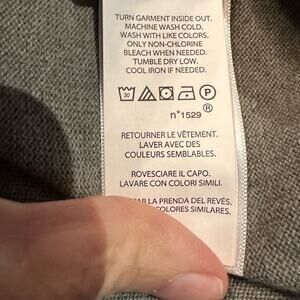 TURN GARMENT INSIDE OUT.
MACHINE WASH COLD.
WASH WITH LIKE COLORS.
ONLY NON-CHLORINE
BLEACH WHEN NEEDED.
TUMBLE DRY LOW.
COOL IRON IF NEEDED.
30 P ®
n°1529
RETOURNER LE VÊTEMENT.
LAVER AVEC DES
COULEURS SEMBLABLES.
ROVESCIARE IL CAPO.
LAVARE CON COLORI SIMILI.
LA PRENDA DEL REVÉS.
COLORES SIMILARES.